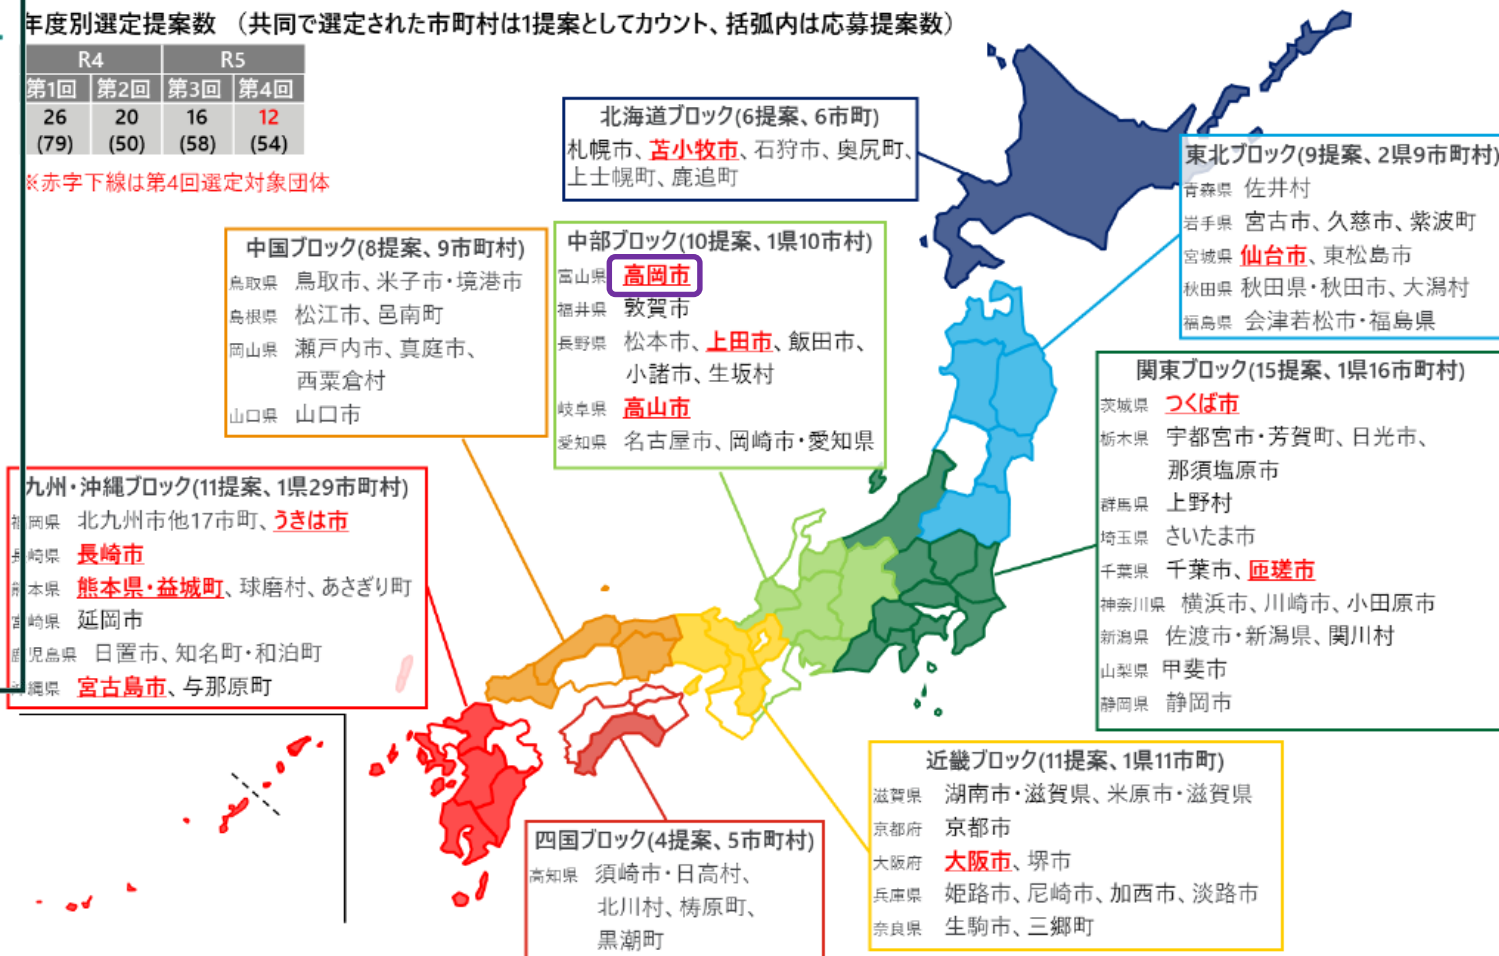 年度別選定提案数 （共同で選定された市町村は1提案としてカウント、括弧内は応募提案数）
R4 R5
第1回 第2回 第3回 第4回
26 20 16 12
(79) (50) (58) (54)
※赤字下線は第4回選定対象団体
北海道ブロック(6提案、6市町)
札幌市、苫小牧市、石狩市、奥尻町、
上士幌町、鹿追町
東北ブロック(9提案、2県9市町村)
青森県 佐井村
岩手県 宮古市、久慈市、紫波町
宮城県 仙台市、東松島市
秋田県 秋田県・秋田市、大潟村
福島県 会津若松市・福島県
中国ブロック(8提案、9市町村)
鳥取県 鳥取市、米子市・境港市
島根県 松江市、邑南町
岡山県 瀬戸内市、真庭市、
西粟倉村
山口県 山口市
中部ブロック(10提案、1県10市村)
富山県 高岡市
福井県 敦賀市
長野県 松本市、上田市、飯田市、
小諸市、生坂村
岐阜県 高山市
愛知県 名古屋市、岡崎市・愛知県
関東ブロック(15提案、1県16市町村)
茨城県 つくば市
栃木県 宇都宮市・芳賀町、日光市、
那須塩原市
群馬県 上野村
埼玉県 さいたま市
千葉県 千葉市、匝瑳市
神奈川県 横浜市、川崎市、小田原市
新潟県 佐渡市・新潟県、関川村
山梨県 甲斐市
静岡県 静岡市
九州・沖縄ブロック(11提案、1県29市町村)
福岡県 北九州市他17市町、うきは市
長崎県 長崎市
熊本県 熊本県・益城町、球磨村、あさぎり町
宮崎県 延岡市
鹿児島県 日置市、知名町・和泊町
沖縄県 宮古島市、与那原町
近畿ブロック(11提案、1県11市町)
滋賀県 湖南市・滋賀県、米原市・滋賀県
京都府 京都市
大阪府 大阪市、堺市
兵庫県 姫路市、尼崎市、加西市、淡路市
奈良県 生駒市、三郷町
四国ブロック(4提案、5市町村)
高知県 須崎市・日高村、
北川村、梼原町、
黒潮町